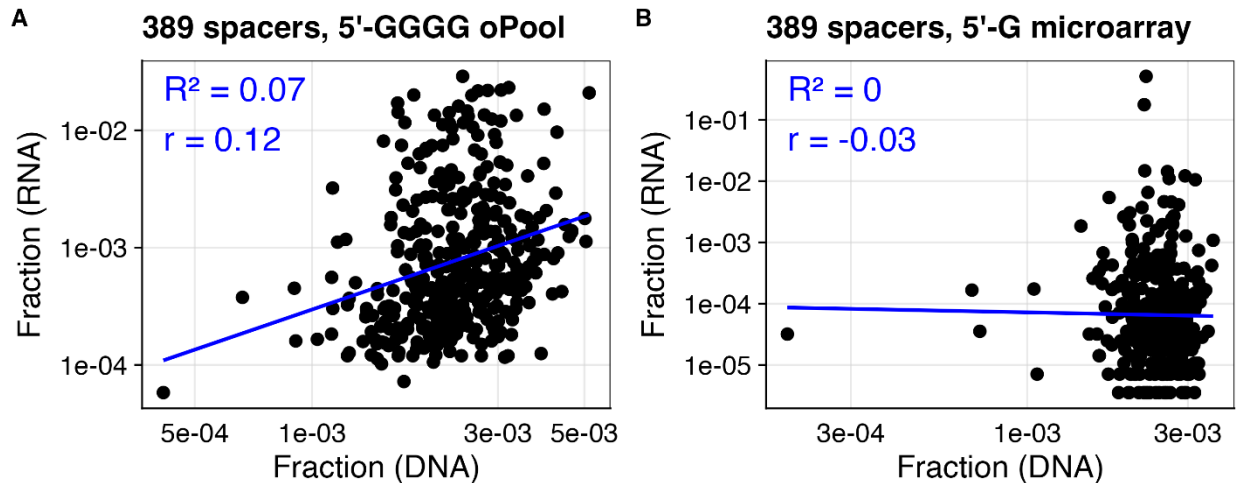 A
389 spacers, 5'-GGGG oPool
R² = 0.07
r = 0.12
Fraction (RNA)
1e-02
1e-03
1e-04
5e-04
1e-03
3e-03
5e-03
Fraction (DNA)
B
389 spacers, 5'-G microarray
R² = 0
r = -0.03
Fraction (RNA)
1e-01
1e-02
1e-03
1e-04
1e-05
3e-04
1e-03
3e-03
Fraction (DNA)